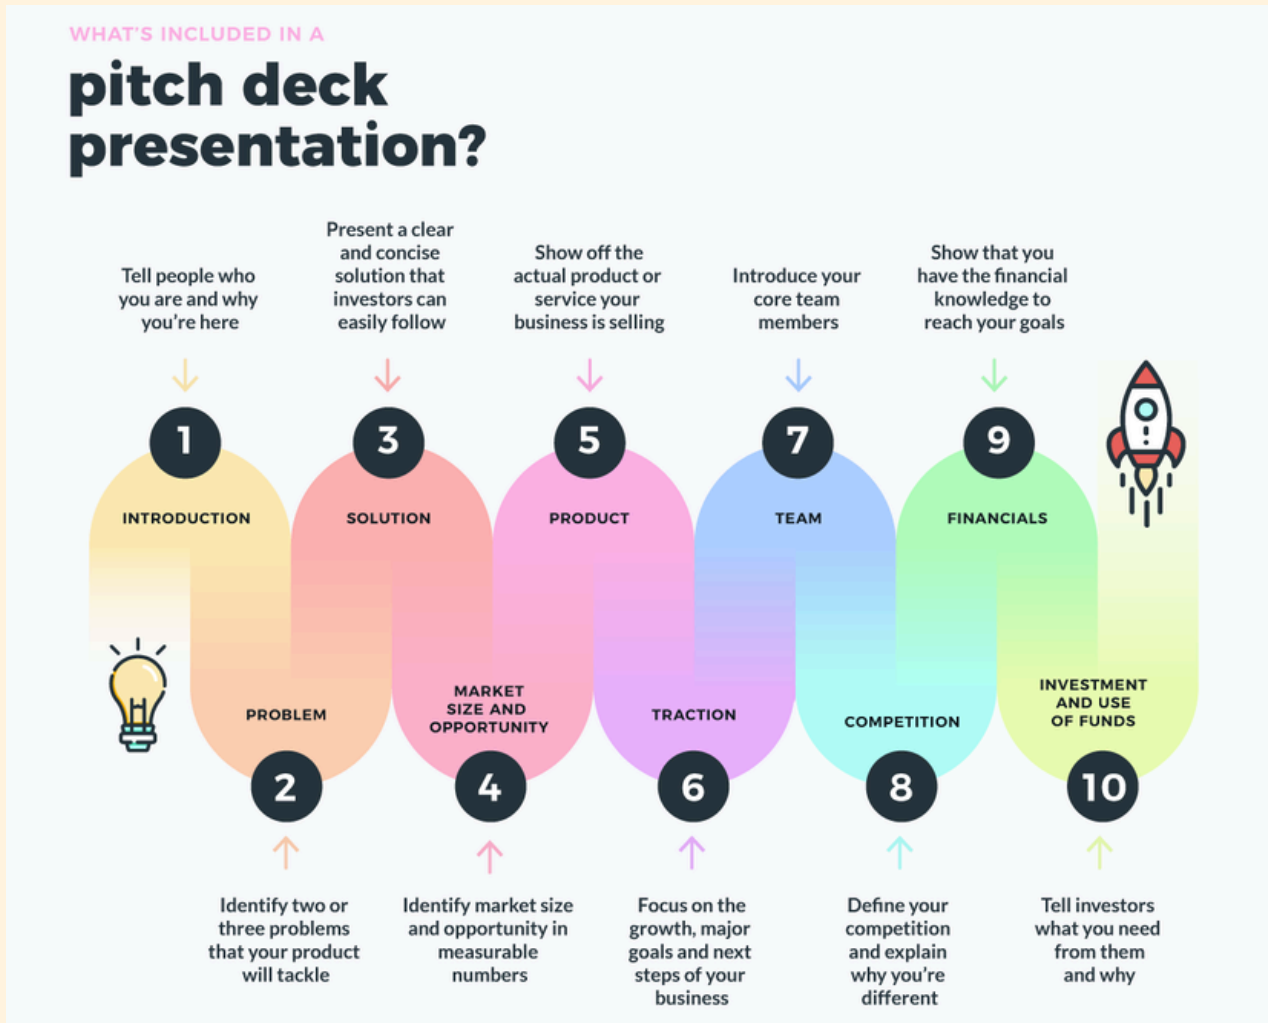 WHAT'S INCLUDED IN A
pitch deck
presentation?
Tell people who
you are and why
you're here
1
INTRODUCTION
PROBLEM
2
Identify two or
three problems
that your product
will tackle
Present a clear
and concise
solution that
investors can
easily follow
3
SOLUTION
MARKET
SIZE AND
OPPORTUNITY
4
Identify market size
and opportunity in
measurable
numbers
Show off the
actual product or
service your
business is selling
5
PRODUCT
TRACTION
6
Focus on the
growth, major
goals and next
steps of your
business
Introduce your
core team
members
7
TEAM
COMPETITION
8
Define your
competition
and explain
why you're
different
Show that you
have the financial
knowledge to
reach your goals
9
FINANCIALS
INVESTMENT
AND USE
OF FUNDS
10
Tell investors
what you need
from them
and why